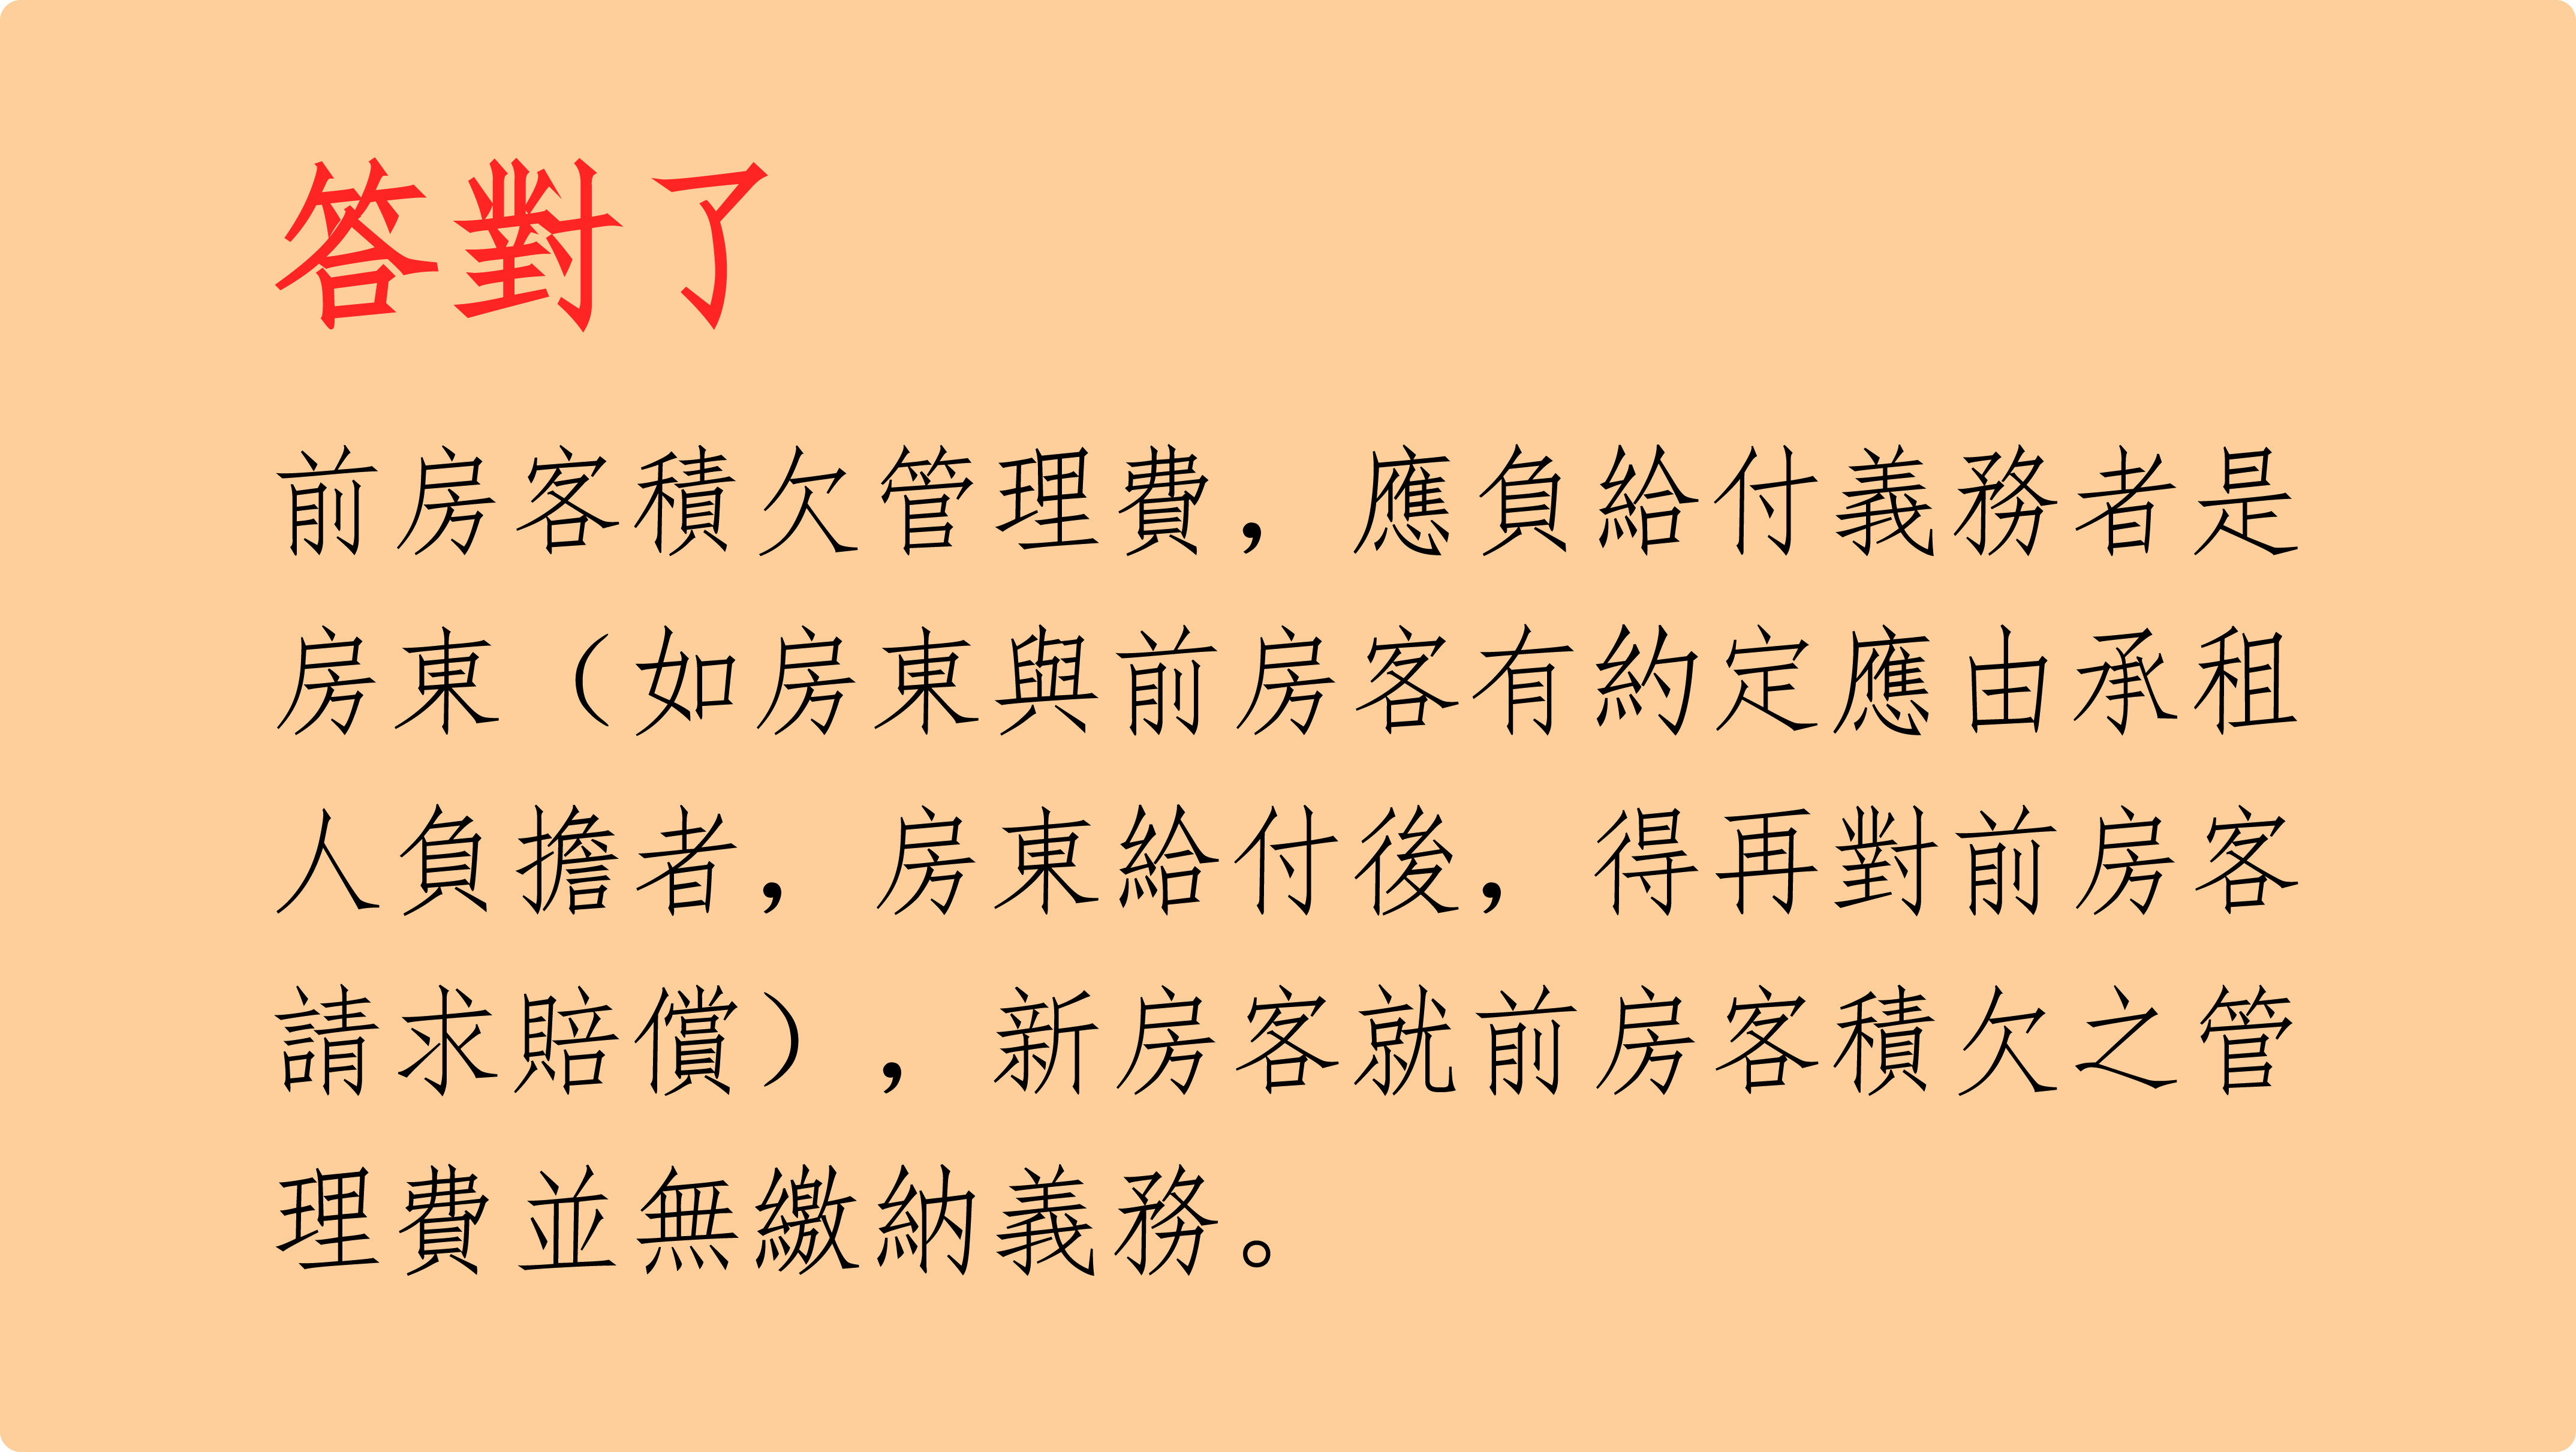 答對了
前房客積欠管理費，應負給付義務者是
房東（如房東與前房客有約定應由承租
人負擔者，房東給付後，得再對前房客
請求賠償），新房客就前房客積欠之管
理費並無繳納義務。